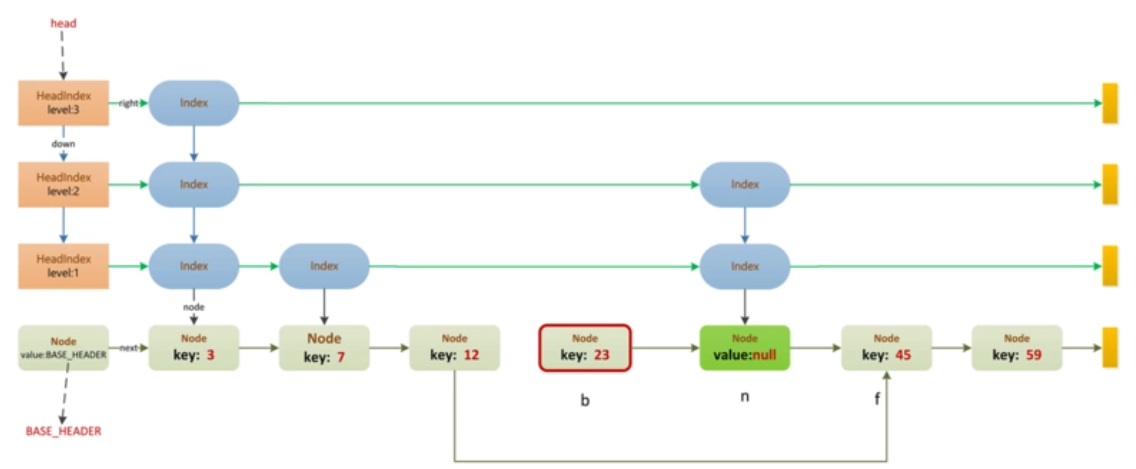 head
HeadIndex
level:3
right
Index
down
HeadIndex
level:2
Index
Index
HeadIndex
level:1
Index
Index
Index
node
Node
value:BASE_HEADER
next
Node
key: 3
Node
key: 7
Node
key: 12
Node
key: 23
Node
value:null
Node
key: 45
Node
key: 59
b
n
f
BASE_HEADER